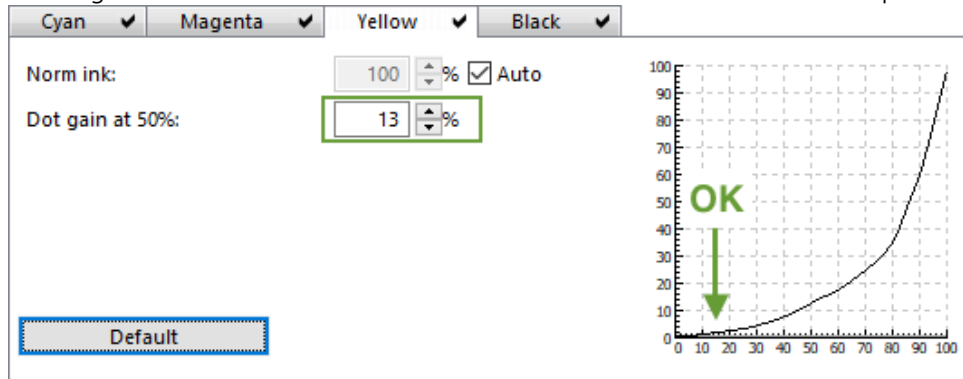 Cyan ✔ Magenta ✔ Yellow ✔ Black ✔
Norm ink: 100 % Auto
Dot gain at 50%: 13 %
Default
100
90
80
70
60
50
40
30
20
10
0
OK
0 10 20 30 40 50 60 70 80 90 100